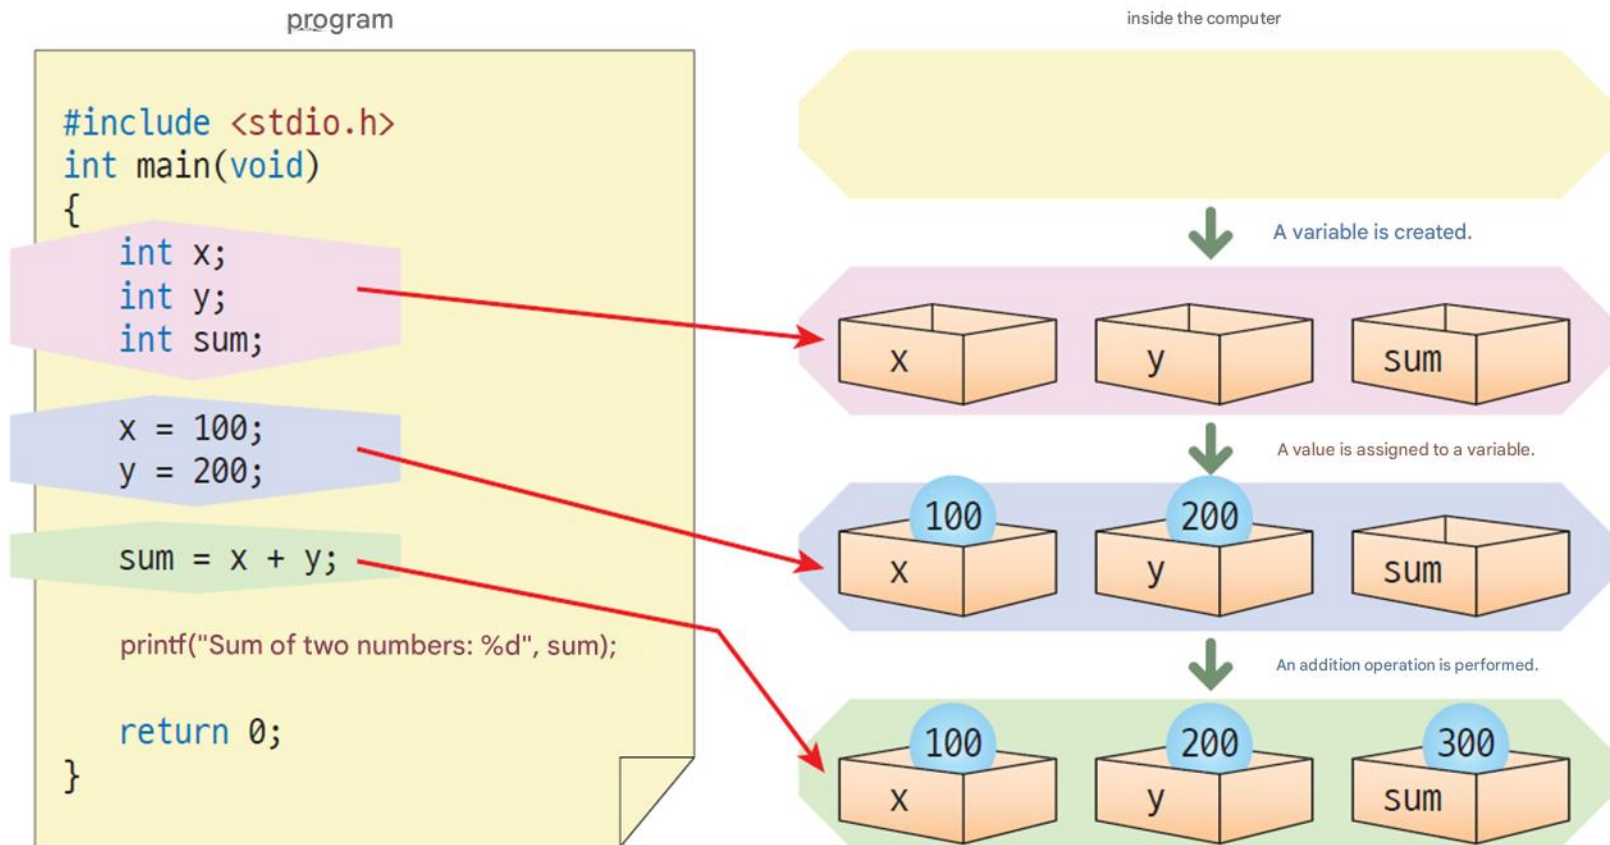 program
#include <stdio.h>
int main(void)
{
int x;
int y;
int sum;
x = 100;
y = 200;
sum = x + y;
printf("Sum of two numbers: %d", sum);
return 0;
}
inside the computer
A variable is created.
x y sum
A value is assigned to a variable.
100 200
x y sum
An addition operation is performed.
100 200 300
x y sum